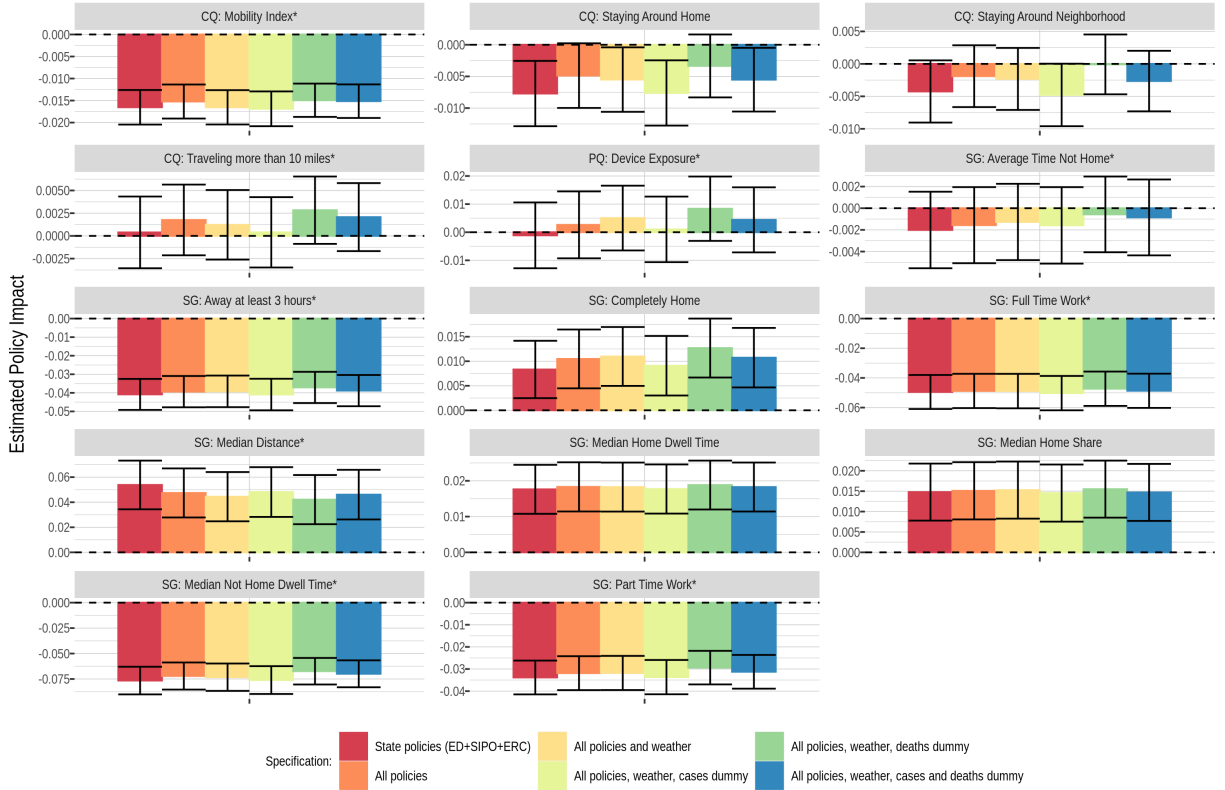 CQ: Mobility Index*
CQ: Staying Around Home
CQ: Staying Around Neighborhood
0.000
-0.005
-0.010
-0.015
-0.020
0.000
-0.005
-0.010
0.005
0.000
-0.005
-0.010
CQ: Traveling more than 10 miles*
PQ: Device Exposure*
SG: Average Time Not Home*
0.0050
0.0025
0.0000
-0.0025
0.02
0.01
0.00
-0.01
0.002
0.000
-0.002
-0.004
Estimated Policy Impact
SG: Away at least 3 hours*
SG: Completely Home
SG: Full Time Work*
0.00
-0.01
-0.02
-0.03
-0.04
-0.05
0.015
0.010
0.005
0.000
0.00
-0.02
-0.04
-0.06
SG: Median Distance*
SG: Median Home Dwell Time
SG: Median Home Share
0.06
0.04
0.02
0.00
0.02
0.01
0.00
0.020
0.015
0.010
0.005
0.000
SG: Median Not Home Dwell Time*
SG: Part Time Work*
0.000
-0.025
-0.050
-0.075
0.00
-0.01
-0.02
-0.03
-0.04
Specification:
State policies (ED+SIPO+ERC)
All policies
All policies and weather
All policies, weather, cases dummy
All policies, weather, deaths dummy
All policies, weather, cases and deaths dummy